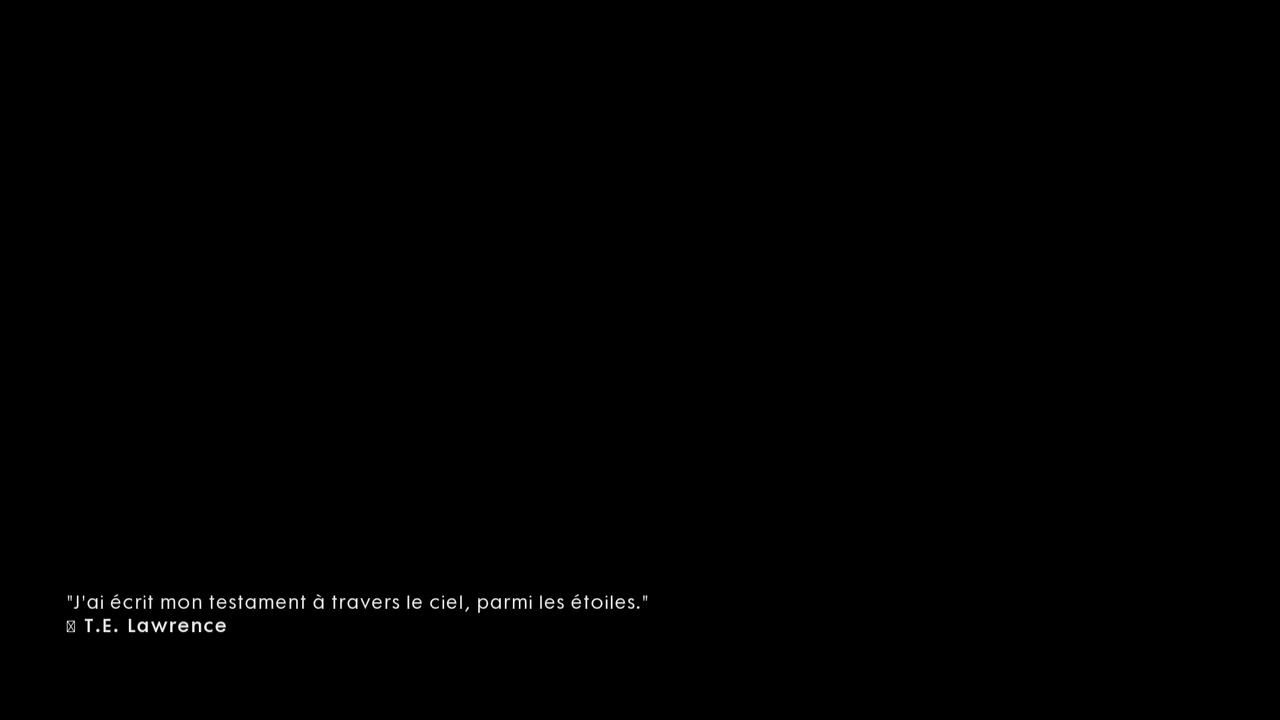 "J'ai écrit mon testament à travers le ciel, parmi les étoiles."
T.E. Lawrence